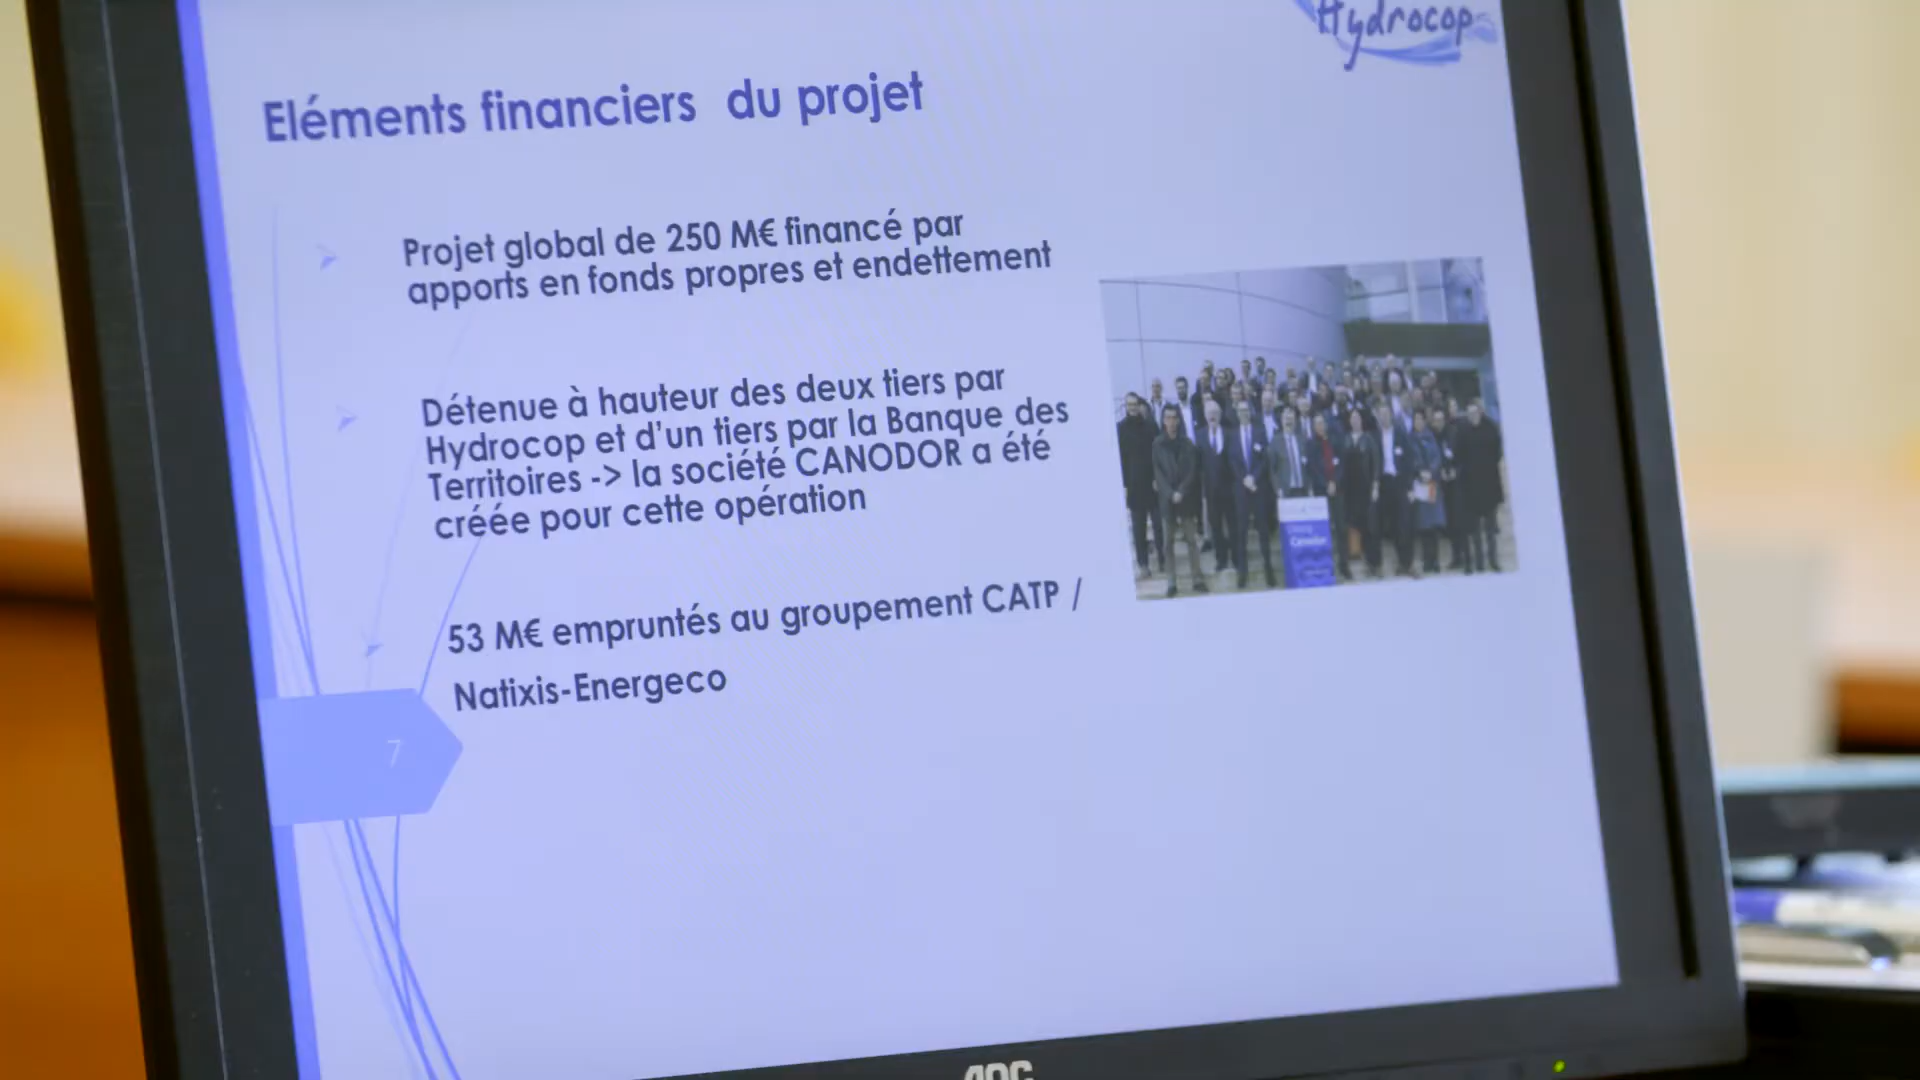 Hydrocop
Eléments financiers du projet
Projet global de 250 M€ financé par
apports en fonds propres et endettement
Détenue à hauteur des deux tiers par
Hydrocop et d'un tiers par la Banque des
Territoires -> la société CANODOR a été
créée pour cette opération
53 M€ empruntés au groupement CATP /
Natixis-Energeco
7
Canodor
AOC